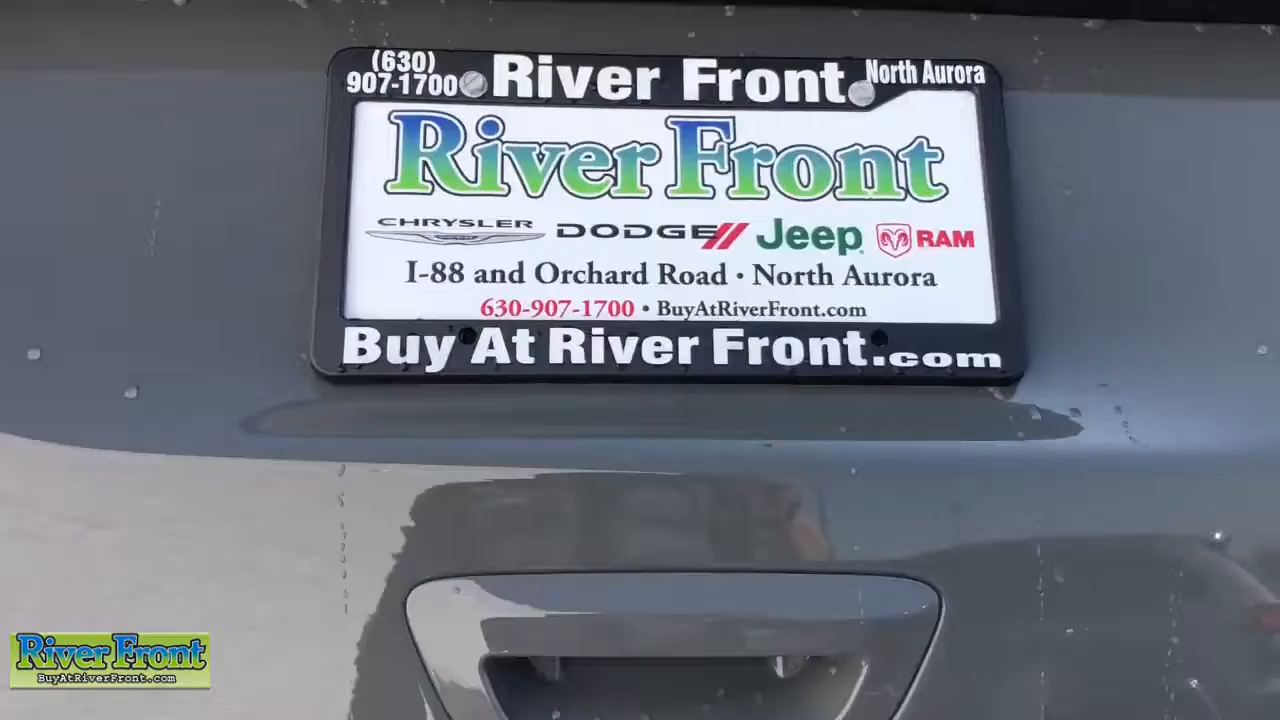 (630)
907-1700
River Front
North Aurora
River Front
CHRYSLER DODGE Jeep RAM
I-88 and Orchard Road • North Aurora
630-907-1700 • BuyAtRiverFront.com
Buy At River Front.com
River Front
BuyAtRiverFront.com